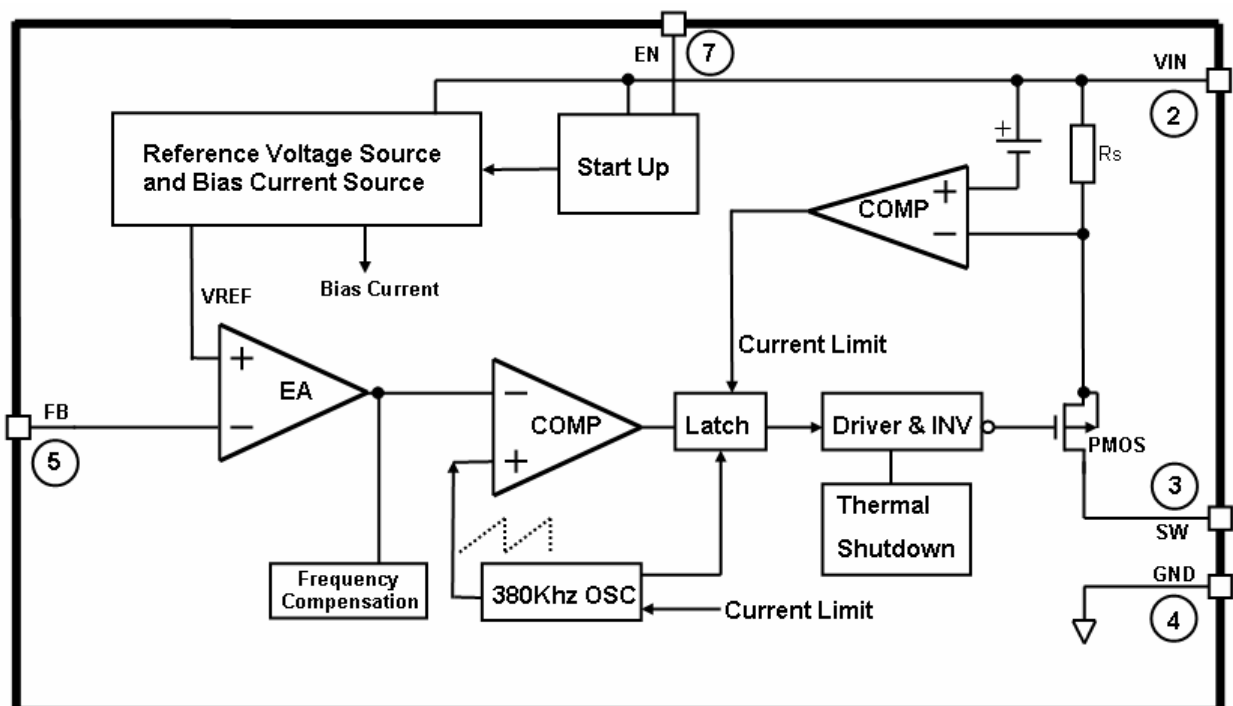 EN
7
VIN
2
Reference Voltage Source
and Bias Current Source
Start Up
+
Rs
+
COMP
−
VREF
Bias Current
Current Limit
+
EA
−
FB
5
−
COMP
+
Latch
Driver & INV
PMOS
Thermal
Shutdown
3
SW
Frequency
Compensation
380Khz OSC
Current Limit
GND
4